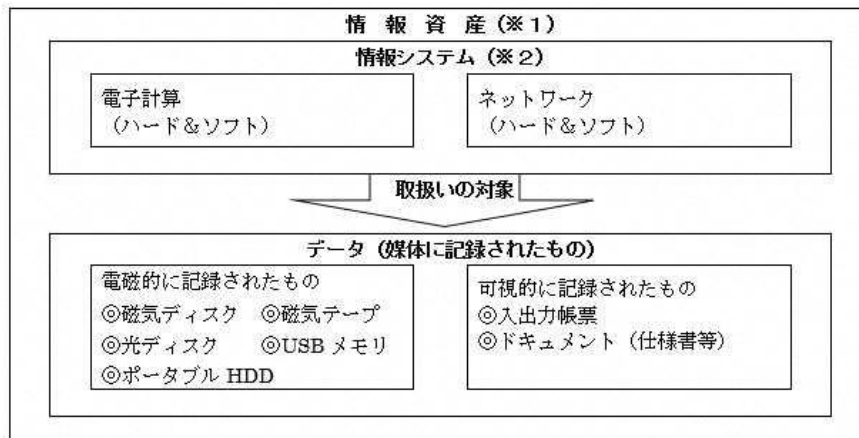 情 報 資 産 (※1)
情報システム (※2)
電子計算
(ハード&ソフト)
ネットワーク
(ハード&ソフト)
取扱いの対象
データ (媒体に記録されたもの)
電磁的に記録されたもの
◎磁気ディスク ◎磁気テープ
◎光ディスク ◎USB メモリ
◎ポータブル HDD
可視的に記録されたもの
◎入出力帳票
◎ドキュメント (仕様書等)